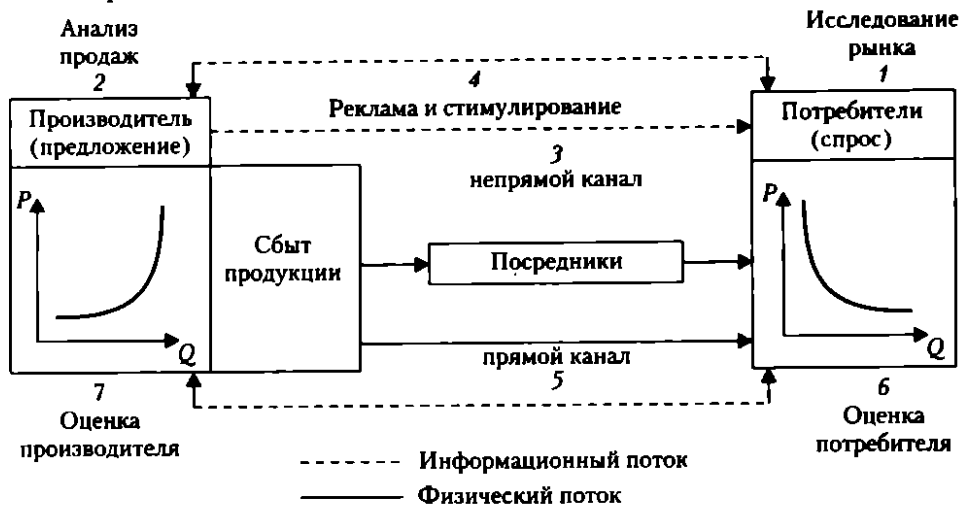 Анализ
продаж
2
Исследование
рынка
1
4
Реклама и стимулирование
Производитель
(предложение)
Потребители
(спрос)
3
непрямой канал
P
Q
Сбыт
продукции
Посредники
P
Q
прямой канал
5
7
Оценка
производителя
6
Оценка
потребителя
Информационный поток
Физический поток